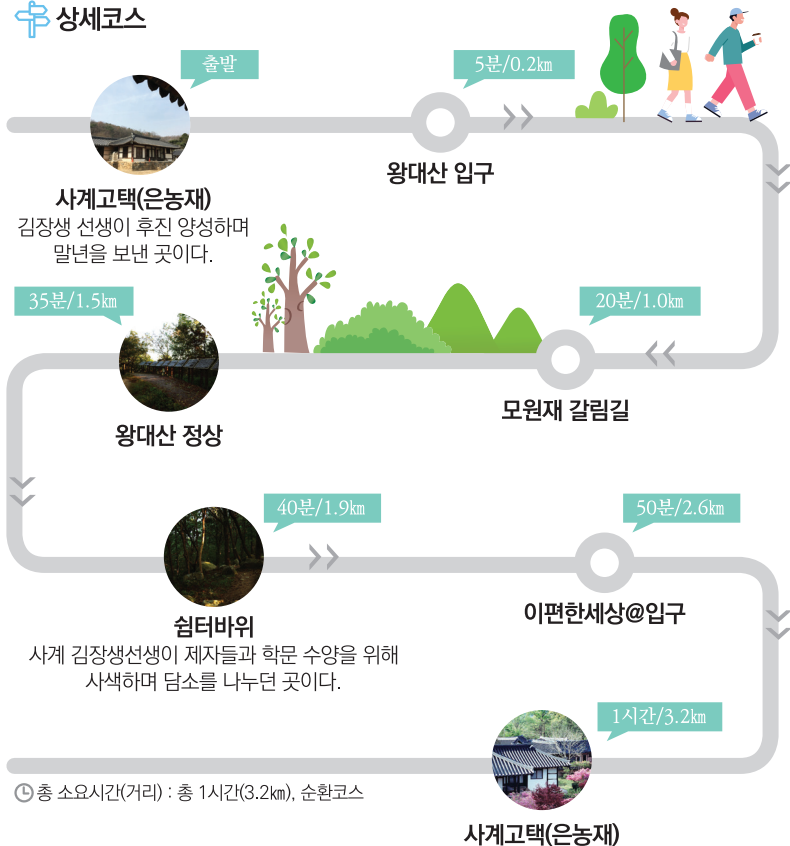 상세코스
출발
사계고택(은농재)
김장생 선생이 후진 양성하며
말년을 보낸 곳이다.
5분/0.2㎞
왕대산 입구
20분/1.0㎞
모원재 갈림길
35분/1.5㎞
왕대산 정상
40분/1.9㎞
쉼터바위
사계 김장생선생이 제자들과 학문 수양을 위해
사색하며 담소를 나누던 곳이다.
50분/2.6㎞
이편한세상@입구
1시간/3.2㎞
사계고택(은농재)
총 소요시간(거리) : 총 1시간(3.2㎞), 순환코스